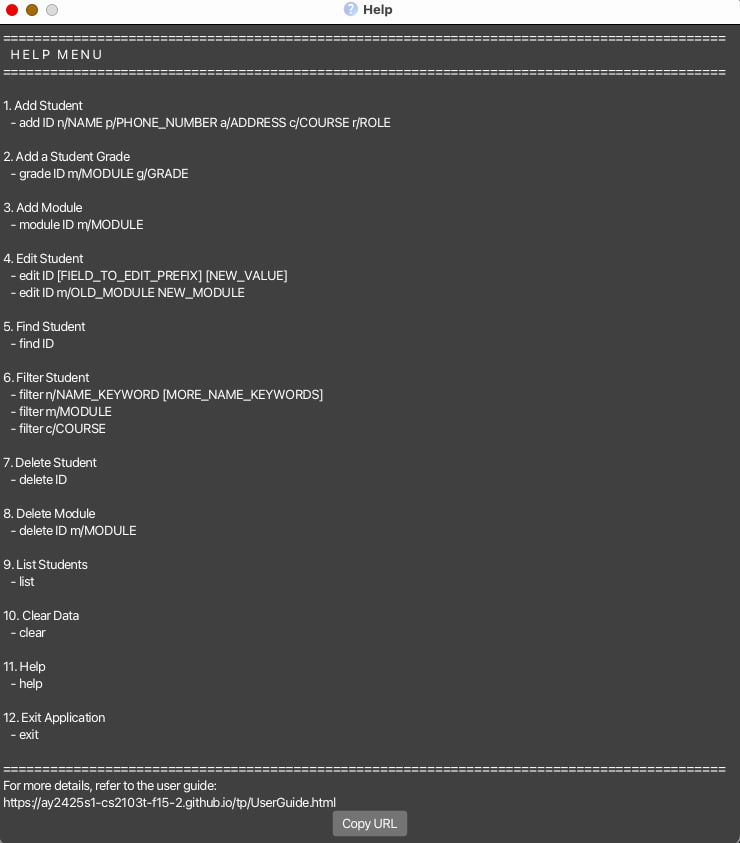 Help
=============================================================================================
HELP MENU
=============================================================================================
1. Add Student
- add ID n/NAME p/PHONE_NUMBER a/ADDRESS c/COURSE r/ROLE
2. Add a Student Grade
- grade ID m/MODULE g/GRADE
3. Add Module
- module ID m/MODULE
4. Edit Student
- edit ID [FIELD_TO_EDIT_PREFIX] [NEW_VALUE]
- edit ID m/OLD_MODULE NEW_MODULE
5. Find Student
- find ID
6. Filter Student
- filter n/NAME_KEYWORD [MORE_NAME_KEYWORDS]
- filter m/MODULE
- filter c/COURSE
7. Delete Student
- delete ID
8. Delete Module
- delete ID m/MODULE
9. List Students
- list
10. Clear Data
- clear
11. Help
- help
12. Exit Application
- exit
=============================================================================================
For more details, refer to the user guide:
https://ay2425s1-cs2103t-f15-2.github.io/tp/UserGuide.html
Copy URL